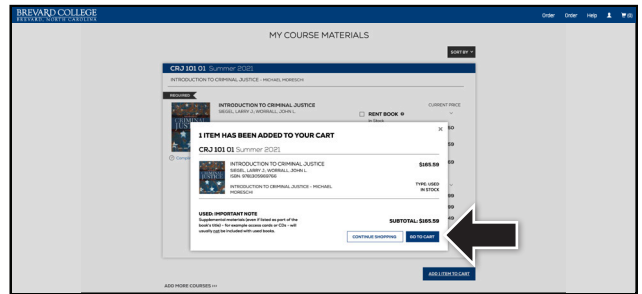 BREVARD COLLEGE
BREVARD, NORTH CAROLINA
Order Order Help
MY COURSE MATERIALS
SORT BY
CRJ 101 01 Summer 2021
INTRODUCTION TO CRIMINAL JUSTICE - MICHAEL MORESCHI
REQUIRED
INTRODUCTION TO CRIMINAL JUSTICE
SIEGEL, LARRY J.; WORRALL, JOHN L.
CURRENT PRICE
RENT BOOK
In Stock
1 ITEM HAS BEEN ADDED TO YOUR CART
CRJ 101 01 Summer 2021
INTRODUCTION TO CRIMINAL JUSTICE
SIEGEL, LARRY J.; WORRALL, JOHN L.
ISBN: 9781305969766
$165.59
INTRODUCTION TO CRIMINAL JUSTICE - MICHAEL
MORESCHI
TYPE: USED
IN STOCK
USED: IMPORTANT NOTE
Supplemental materials (even if listed as part of the
book's title) - for example access cards or CDs - will
usually not be included with used books.
SUBTOTAL: $165.59
CONTINUE SHOPPING
GO TO CART
ADD 1 ITEM TO CART
ADD MORE COURSES